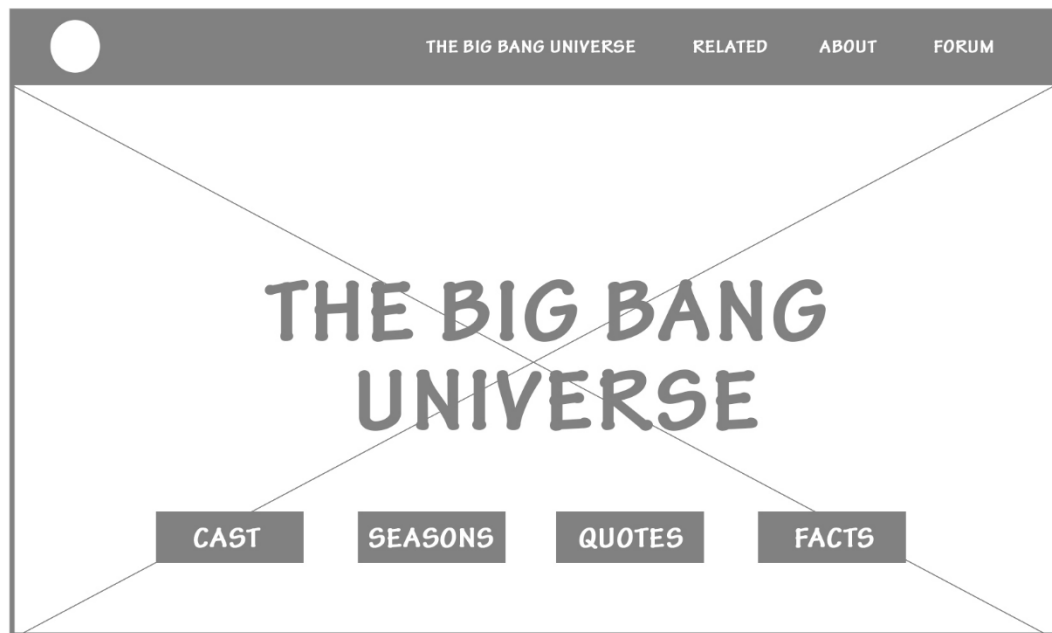 THE BIG BANG UNIVERSE RELATED ABOUT FORUM
THE BIG BANG
UNIVERSE
CAST SEASONS QUOTES FACTS